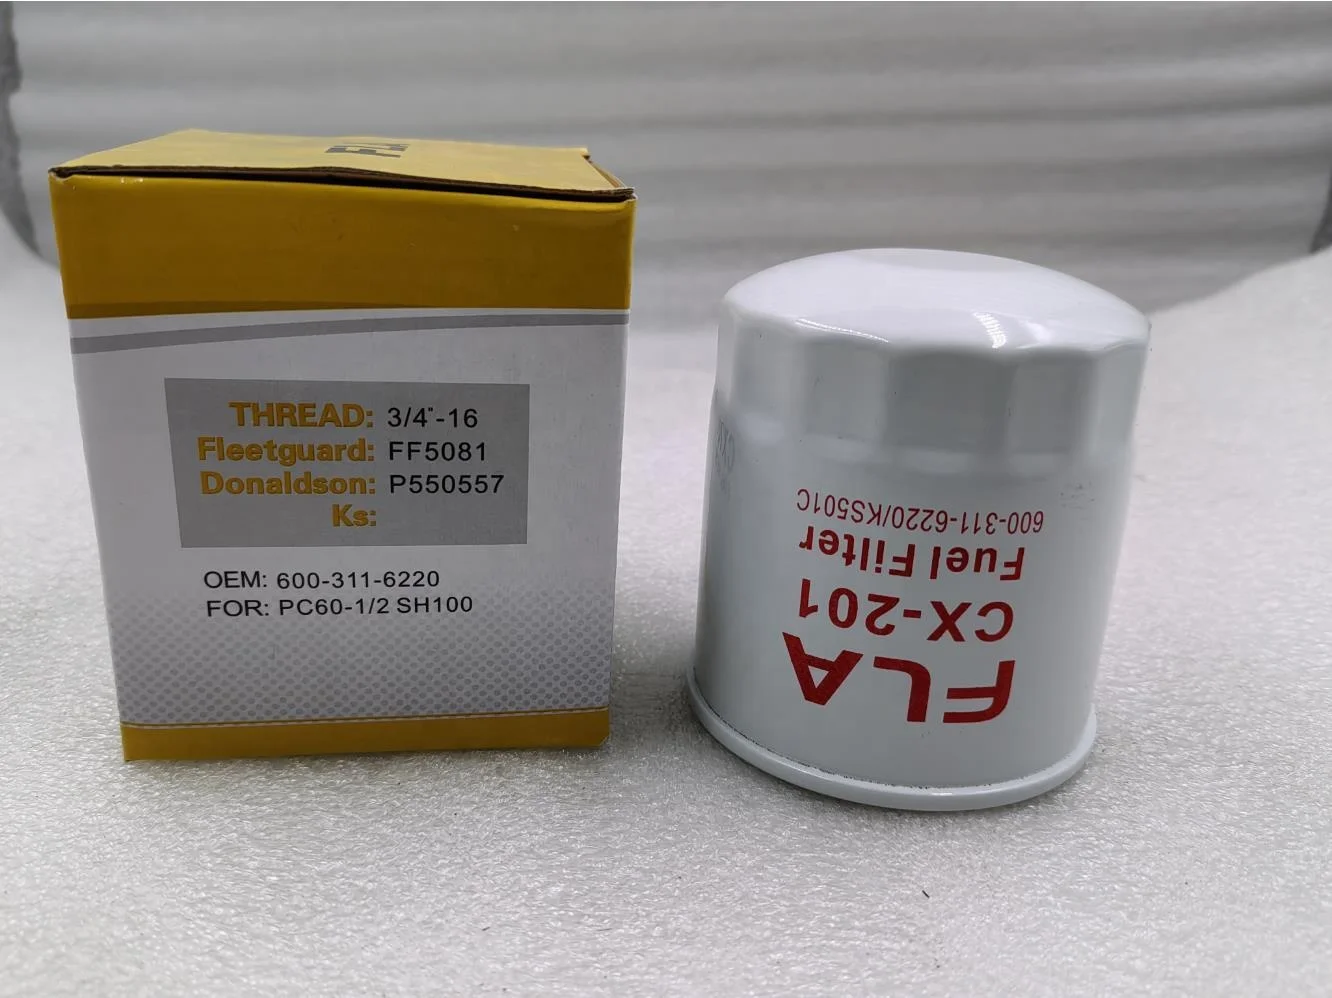 FLA
THREAD: 3/4"-16
Fleetguard: FF5081
Donaldson: P550557
Ks:
OEM: 600-311-6220
FOR: PC60-1/2 SH100
FLA
CX-201
Fuel Filter
600-311-6220/KS501C